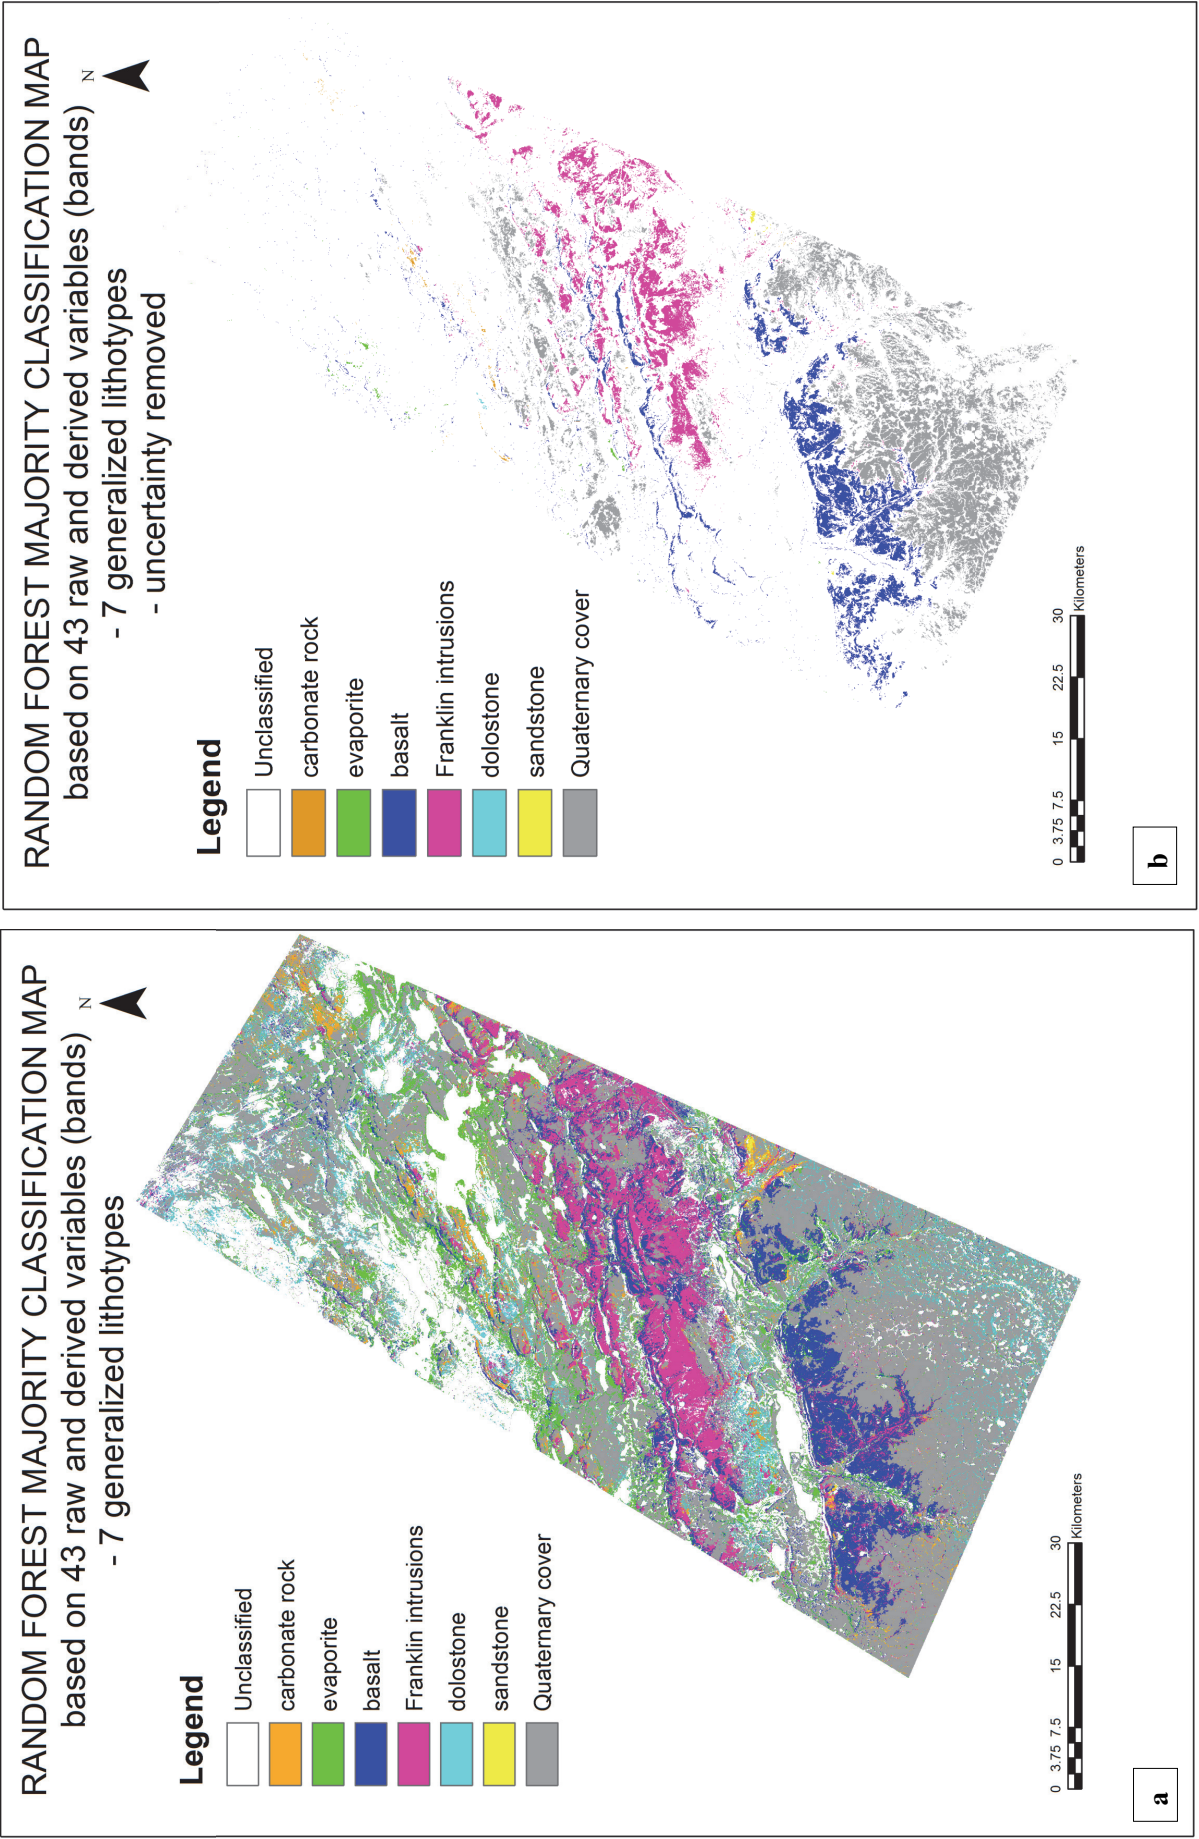 RANDOM FOREST MAJORITY CLASSIFICATION MAP
based on 43 raw and derived variables (bands)
- 7 generalized lithotypes
N
Legend
Unclassified
carbonate rock
evaporite
basalt
Franklin intrusions
dolostone
sandstone
Quaternary cover
0 3.75 7.5 15 22.5 30
Kilometers
a
RANDOM FOREST MAJORITY CLASSIFICATION MAP
based on 43 raw and derived variables (bands)
- 7 generalized lithotypes
- uncertainty removed
N
Legend
Unclassified
carbonate rock
evaporite
basalt
Franklin intrusions
dolostone
sandstone
Quaternary cover
0 3.75 7.5 15 22.5 30
Kilometers
b